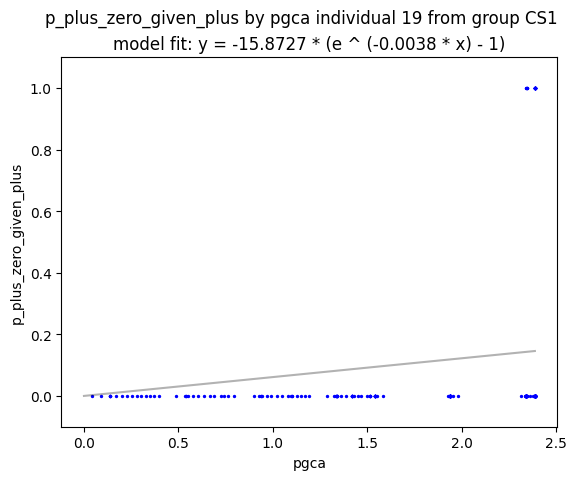 p_plus_zero_given_plus by pgca individual 19 from group CS1
model fit: y = -15.8727 * (e ^ (-0.0038 * x) - 1)
1.0
0.8
0.6
0.4
0.2
0.0
p_plus_zero_given_plus
0.0 0.5 1.0 1.5 2.0 2.5
pgca